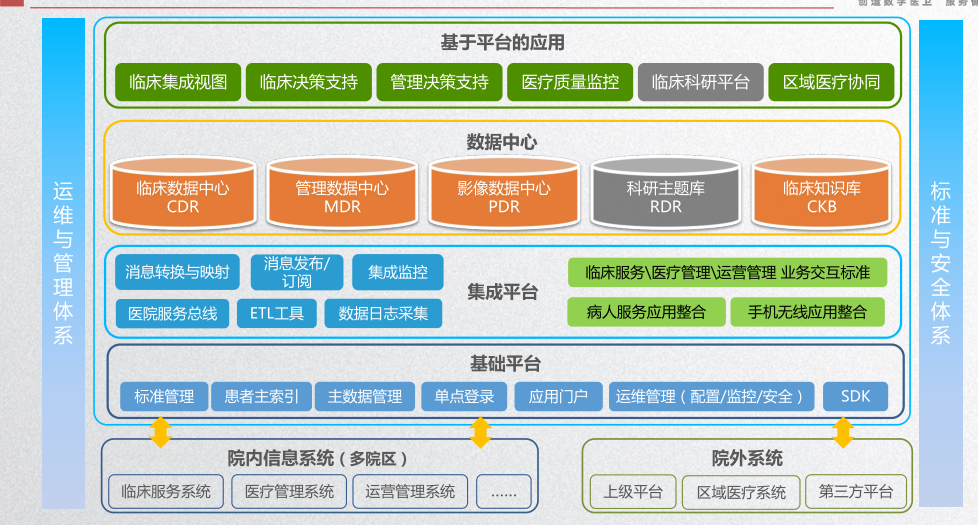 创造数字医卫 服务健
基于平台的应用
临床集成视图 临床决策支持 管理决策支持 医疗质量监控 临床科研平台 区域医疗协同
数据中心
临床数据中心 管理数据中心 影像数据中心 科研主题库 临床知识库
CDR MDR PDR RDR CKB
运维与管理体系
标准与安全体系
消息转换与映射 消息发布/订阅 集成监控
医院服务总线 ETL工具 数据日志采集
集成平台
临床服务\医疗管理\运营管理 业务交互标准
病人服务应用整合 手机无线应用整合
基础平台
标准管理 患者主索引 主数据管理 单点登录 应用门户 运维管理（配置/监控/安全） SDK
院内信息系统（多院区）
临床服务系统 医疗管理系统 运营管理系统 ......
院外系统
上级平台 区域医疗系统 第三方平台